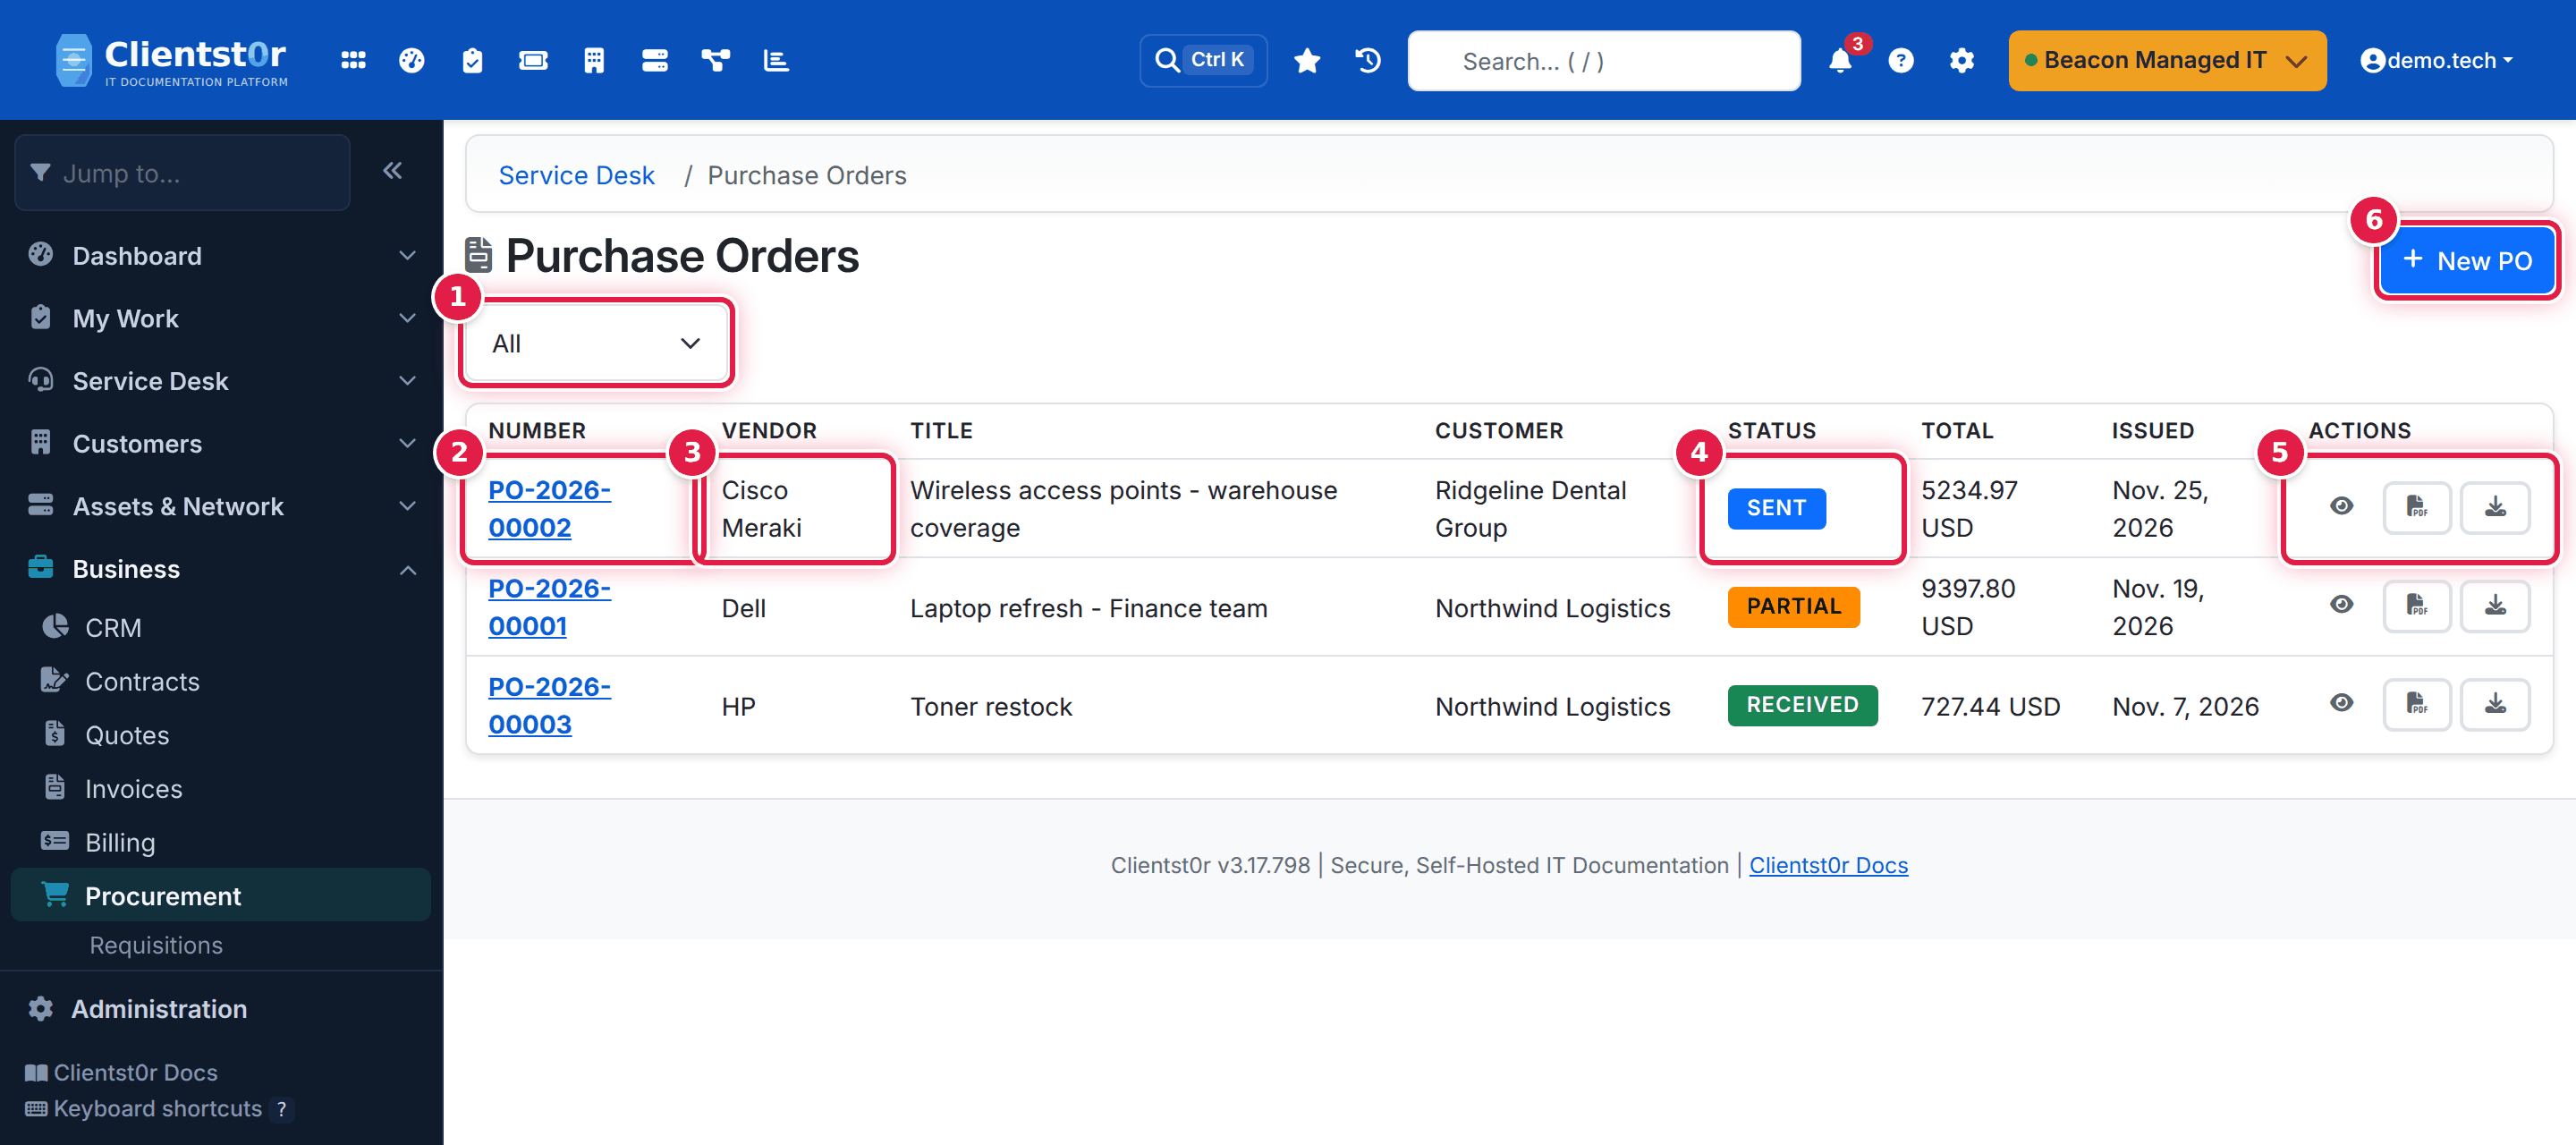 Clientst0r
IT DOCUMENTATION PLATFORM
Ctrl K
Search... ( / )
3
?
Beacon Managed IT
demo.tech
Jump to...
Dashboard
My Work
Service Desk
Customers
Assets & Network
Business
CRM
Contracts
Quotes
Invoices
Billing
Procurement
Requisitions
Administration
Clientst0r Docs
Keyboard shortcuts ?
Service Desk / Purchase Orders
Purchase Orders
6
+ New PO
1
All
NUMBER VENDOR TITLE CUSTOMER STATUS TOTAL ISSUED ACTIONS
2 3 4 5
PO-2026-00002 Cisco Meraki Wireless access points - warehouse coverage Ridgeline Dental Group SENT 5234.97 USD Nov. 25, 2026 PDF
PO-2026-00001 Dell Laptop refresh - Finance team Northwind Logistics PARTIAL 9397.80 USD Nov. 19, 2026 PDF
PO-2026-00003 HP Toner restock Northwind Logistics RECEIVED 727.44 USD Nov. 7, 2026 PDF
Clientst0r v3.17.798 | Secure, Self-Hosted IT Documentation | Clientst0r Docs